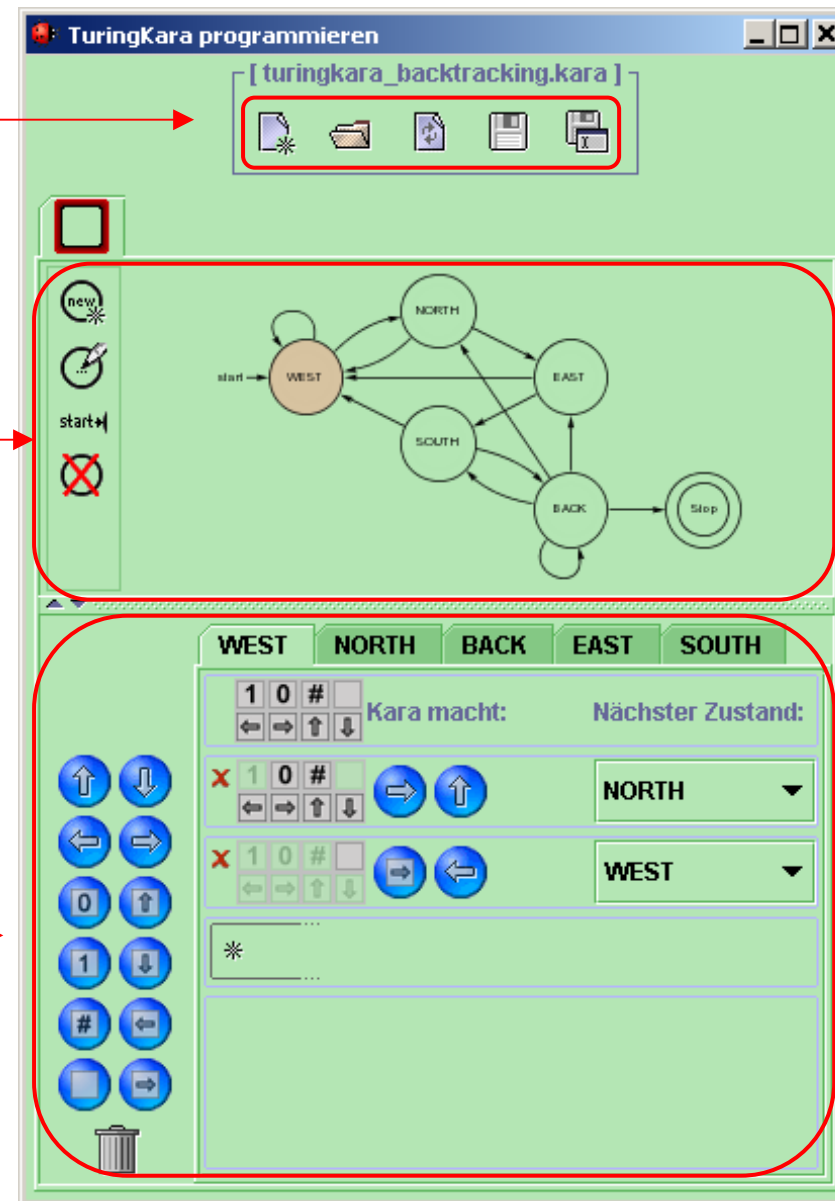 TuringKara programmieren
[ turingkara_backtracking.kara ]
new
start
NORTH
start
WEST
EAST
SOUTH
BACK
Stop
WEST NORTH BACK EAST SOUTH
1 0 #
Kara macht: Nächster Zustand:
1 0 #
NORTH
1 0 #
WEST
0
1
#